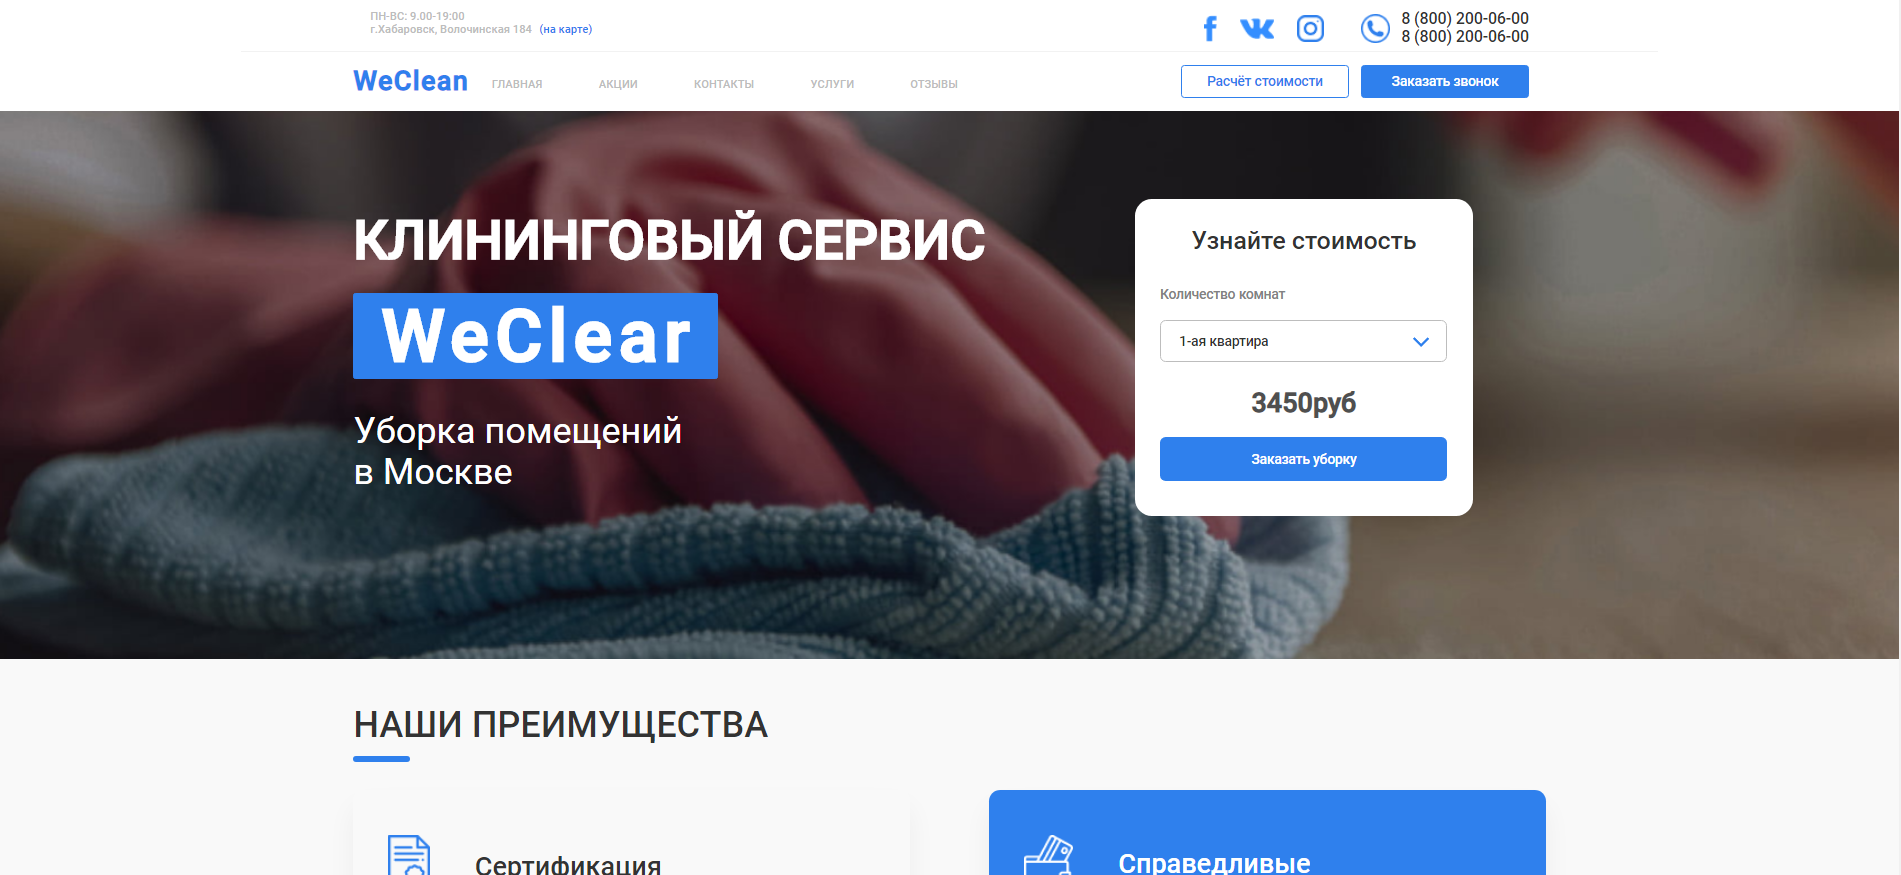 ПН-ВС: 9.00-19:00
г.Хабаровск, Волочинская 184 (на карте)
8 (800) 200-06-00
8 (800) 200-06-00
WeClean
ГЛАВНАЯ
АКЦИИ
КОНТАКТЫ
УСЛУГИ
ОТЗЫВЫ
Расчёт стоимости
Заказать звонок
КЛИНИНГОВЫЙ СЕРВИС
WeClear
Уборка помещений
в Москве
Узнайте стоимость
Количество комнат
1-ая квартира
3450руб
Заказать уборку
НАШИ ПРЕИМУЩЕСТВА
Сертификация
Справедливые